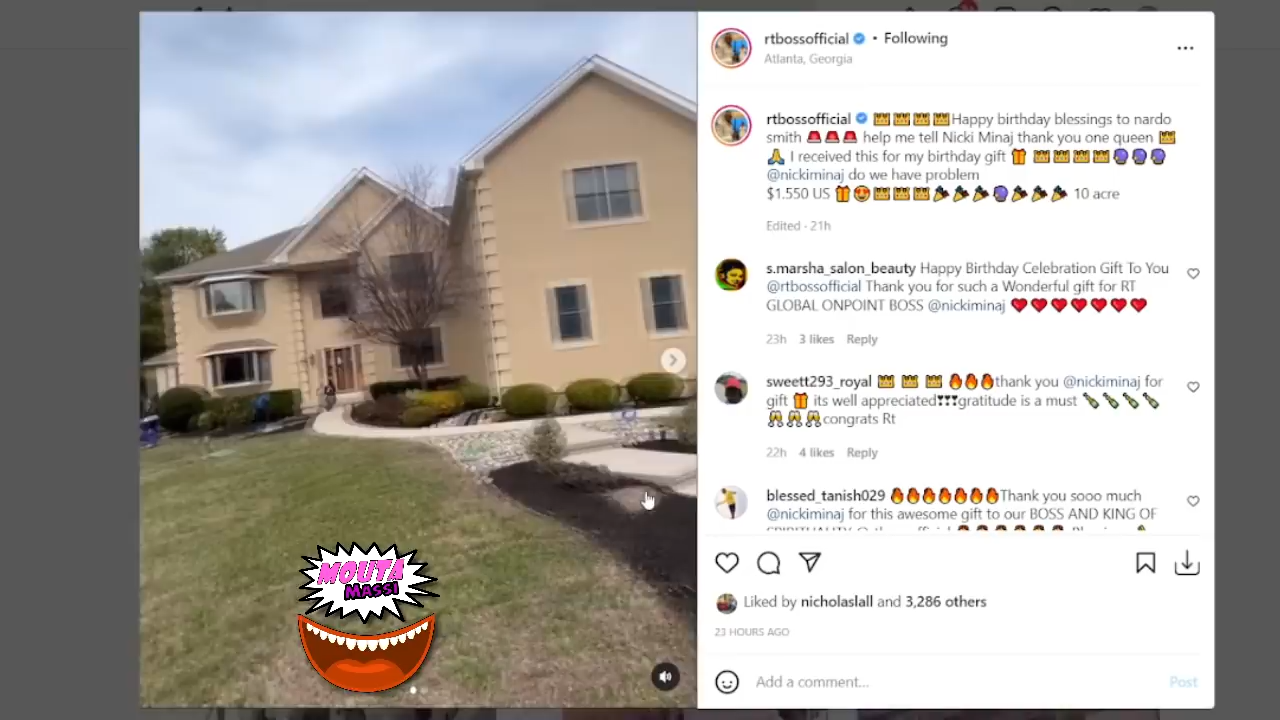 rtbossofficial • Following
Atlanta, Georgia
rtbossofficial 👑👑👑👑Happy birthday blessings to nardo
smith 🚨🚨🚨 help me tell Nicki Minaj thank you one queen 👑
🙏 I received this for my birthday gift 🎁 👑👑👑👑🔮🔮🔮
@nickiminaj do we have problem
$1.550 US 🎁😍👑👑👑🎉🎉🎉🔮🎉🎉🎉 10 acre
Edited · 21h
s.marsha_salon_beauty Happy Birthday Celebration Gift To You
@rtbossofficial Thank you for such a Wonderful gift for RT
GLOBAL ONPOINT BOSS @nickiminaj ❤️❤️❤️❤️❤️❤️❤️
23h 3 likes Reply
sweett293_royal 👑 👑 👑 🔥🔥🔥thank you @nickiminaj for
gift 🎁 its well appreciated❣❣❣gratitude is a must 🍾🍾🍾🍾
🥂🥂🥂congrats Rt
22h 4 likes Reply
blessed_tanish029 🔥🔥🔥🔥🔥🔥🔥Thank you sooo much
@nickiminaj for this awesome gift to our BOSS AND KING OF
Liked by nicholaslall and 3,286 others
23 HOURS AGO
Add a comment... Post
MOUTA
MASSI